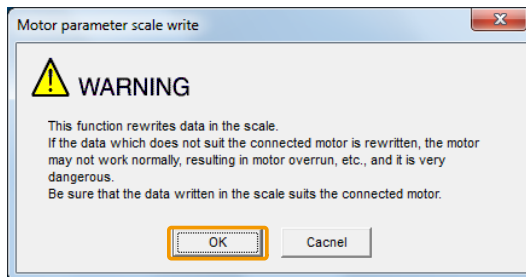 Motor parameter scale write
WARNING
This function rewrites data in the scale.
If the data which does not suit the connected motor is rewritten, the motor
may not work normally, resulting in motor overrun, etc., and it is very
dangerous.
Be sure that the data written in the scale suits the connected motor.
OK
Cacnel